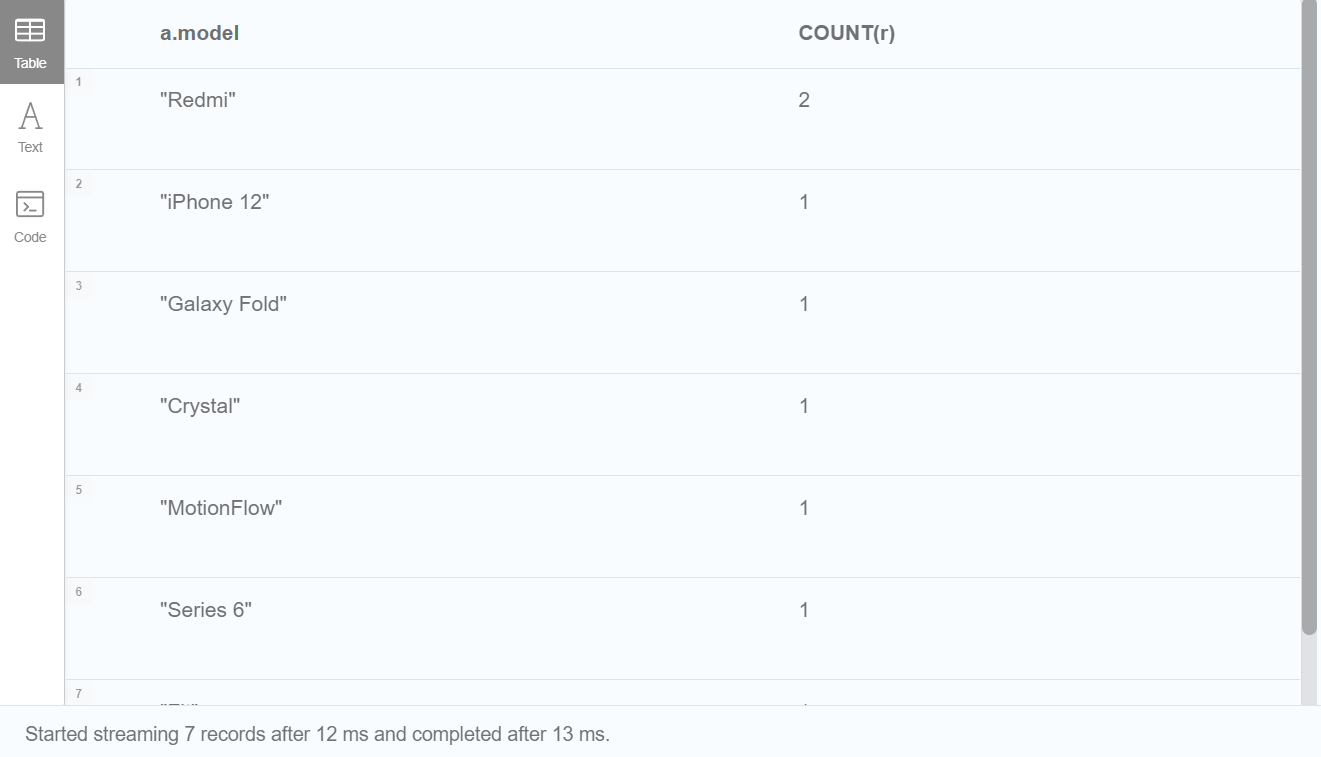 a.model COUNT(r)
Table
1
"Redmi" 2
Text
2
"iPhone 12" 1
Code
3
"Galaxy Fold" 1
4
"Crystal" 1
5
"MotionFlow" 1
6
"Series 6" 1
7
Started streaming 7 records after 12 ms and completed after 13 ms.